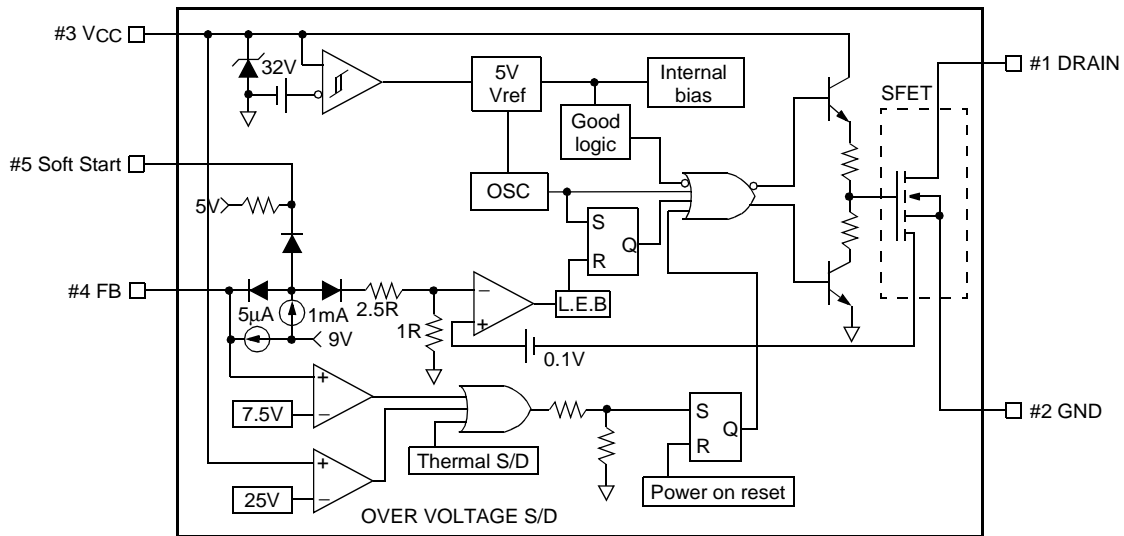 #3 VCC
32V
5V
Vref
Internal
bias
#1 DRAIN
SFET
Good
logic
#5 Soft Start
OSC
5V
S
R
Q
#4 FB
5μA
1mA
2.5R
1R
9V
−
+
L.E.B
0.1V
+
−
7.5V
S
R
Q
#2 GND
Thermal S/D
+
−
25V
Power on reset
OVER VOLTAGE S/D